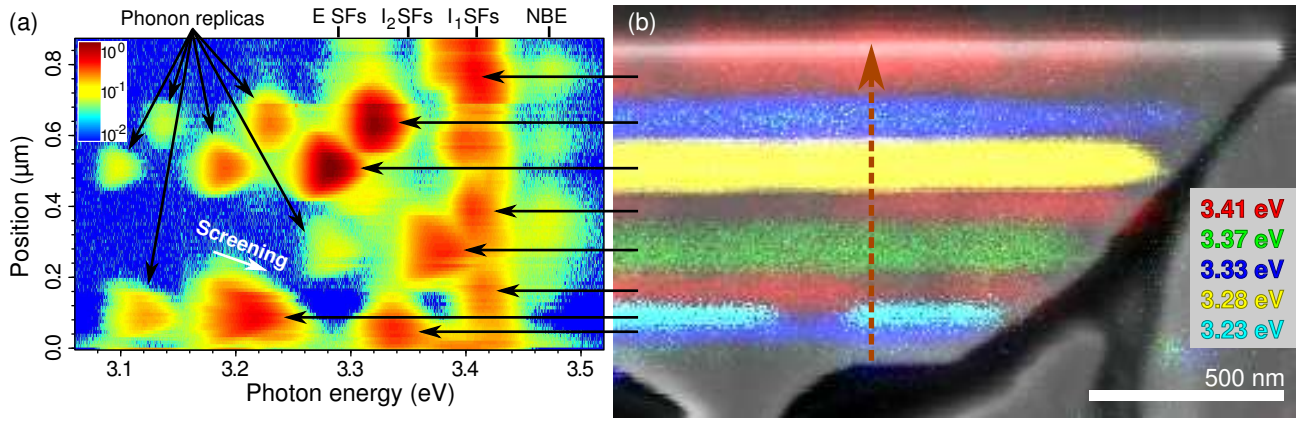 (a)
Phonon replicas
E SFs
I₂SFs
I₁SFs
NBE
10⁰
10⁻¹
10⁻²
Screening
Position (µm)
0.8
0.6
0.4
0.2
0.0
3.1
3.2
3.3
3.4
3.5
Photon energy (eV)
(b)
3.41 eV
3.37 eV
3.33 eV
3.28 eV
3.23 eV
500 nm